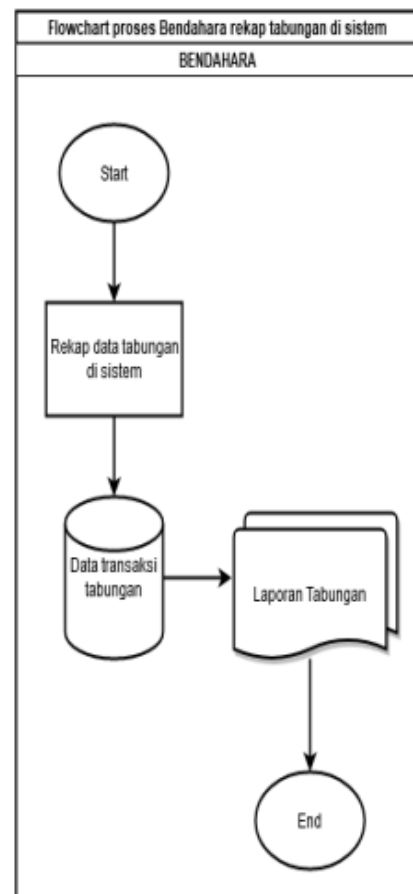 Flowchart proses Bendahara rekap tabungan di sistem
BENDAHARA
Start
Rekap data tabungan
di sistem
Data transaksi
tabungan
Laporan Tabungan
End